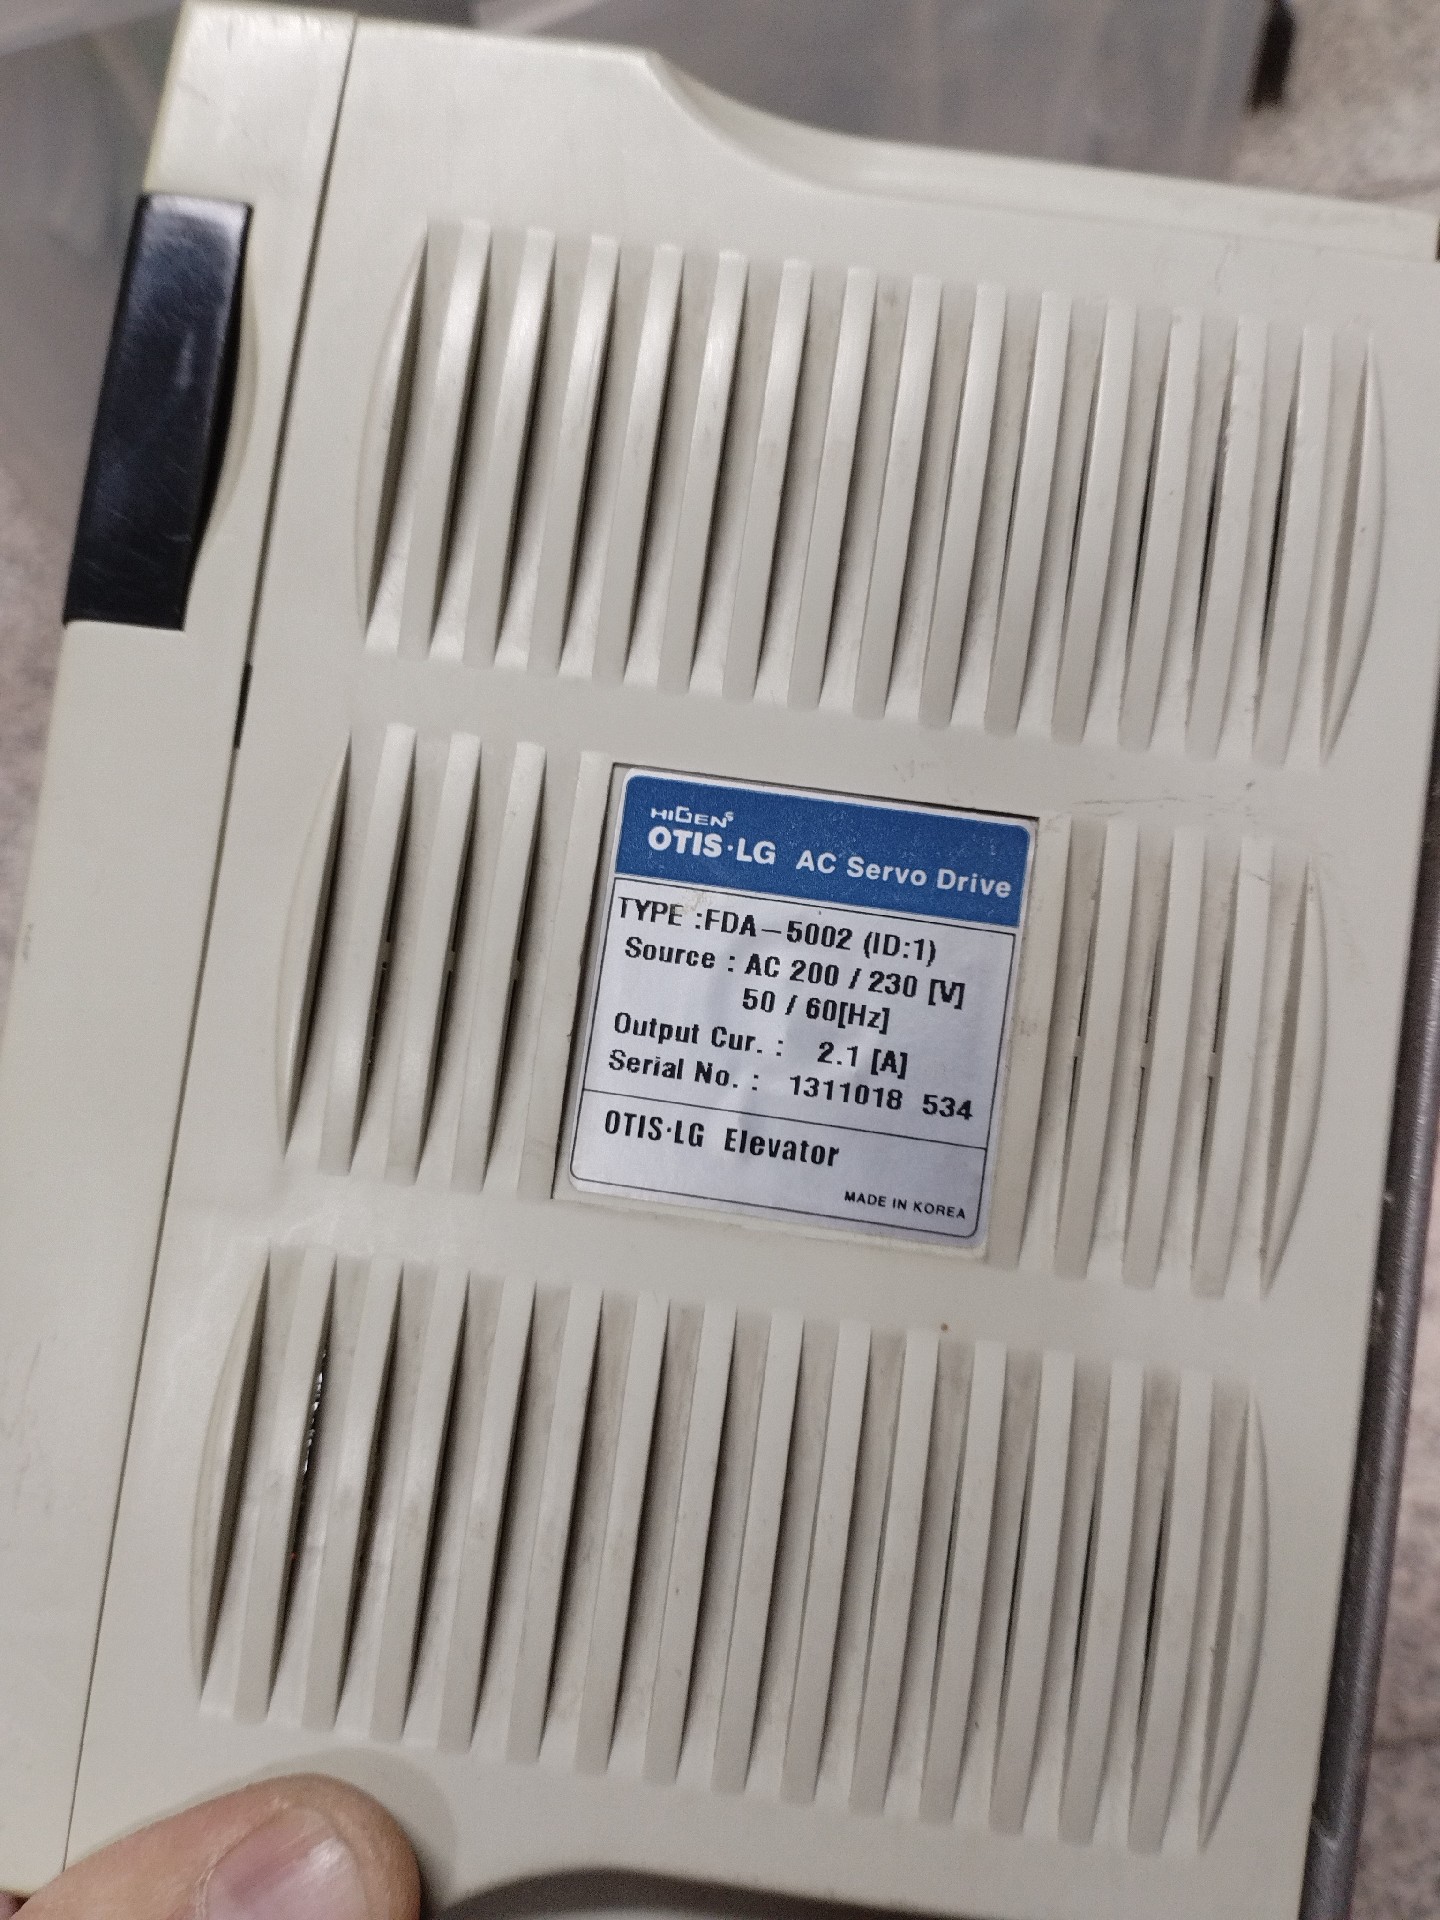 HIGEN
OTIS·LG AC Servo Drive
TYPE :FDA-5002 (ID:1)
Source : AC 200 / 230 [V]
50 / 60[Hz]
Output Cur. : 2.1 [A]
Serial No. : 1311018 534
OTIS·LG Elevator
MADE IN KOREA